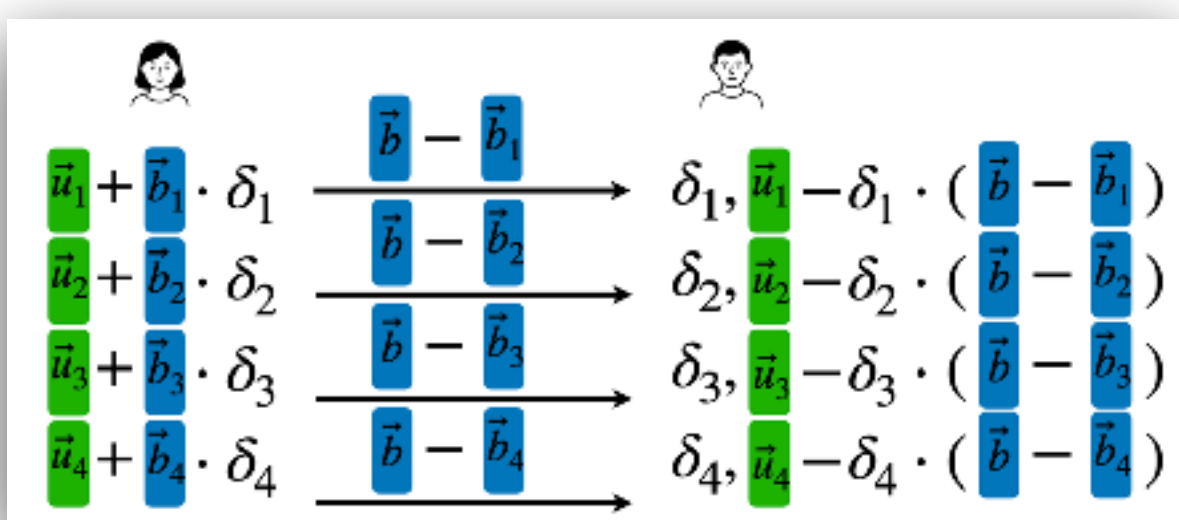 b⃗ − b⃗₁
u⃗₁ + b⃗₁ · δ₁ δ₁, u⃗₁ − δ₁ · ( b⃗ − b⃗₁ )
b⃗ − b⃗₂
u⃗₂ + b⃗₂ · δ₂ δ₂, u⃗₂ − δ₂ · ( b⃗ − b⃗₂ )
b⃗ − b⃗₃
u⃗₃ + b⃗₃ · δ₃ δ₃, u⃗₃ − δ₃ · ( b⃗ − b⃗₃ )
b⃗ − b⃗₄
u⃗₄ + b⃗₄ · δ₄ δ₄, u⃗₄ − δ₄ · ( b⃗ − b⃗₄ )